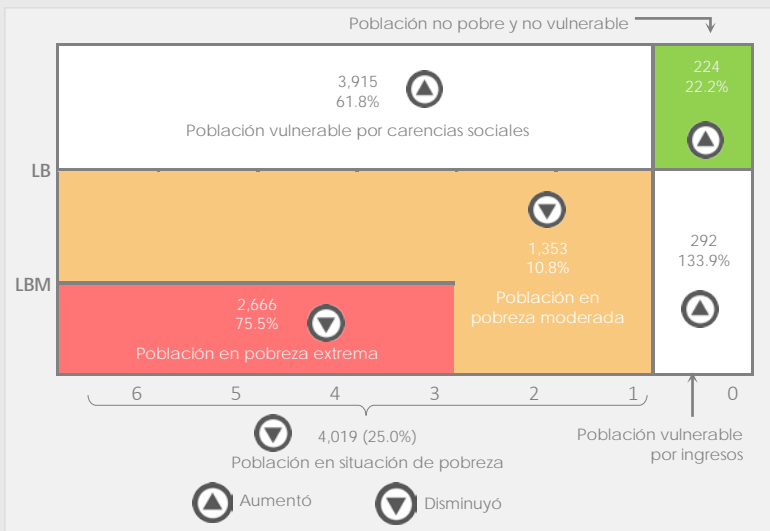 Población no pobre y no vulnerable
3,915
61.8%
Población vulnerable por carencias sociales
224
22.2%
LB
1,353
10.8%
Población en
pobreza moderada
292
133.9%
LBM
2,666
75.5%
Población en pobreza extrema
6 5 4 3 2 1 0
4,019 (25.0%)
Población en situación de pobreza
Población vulnerable
por ingresos
Aumentó
Disminuyó